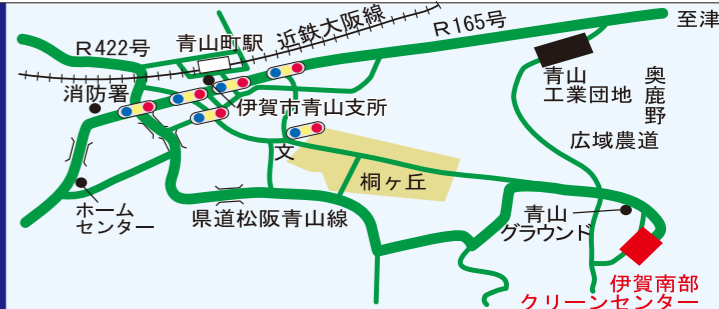 至津
R422号
青山町駅
近鉄大阪線
R165号
消防署
伊賀市青山支所
青山
工業団地
奥鹿野
広域農道
文
桐ヶ丘
ホーム
センター
県道松阪青山線
青山
グラウンド
伊賀南部
クリーンセンター